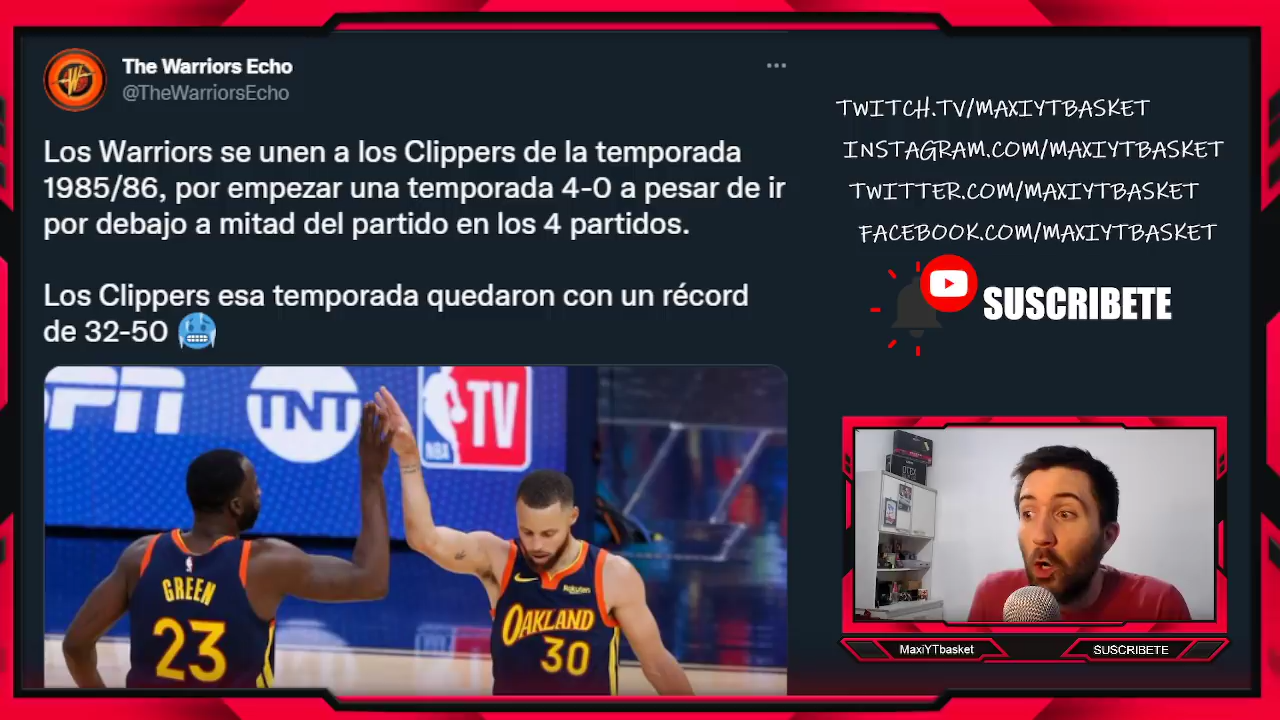 The Warriors Echo
@TheWarriorsEcho
Los Warriors se unen a los Clippers de la temporada
1985/86, por empezar una temporada 4-0 a pesar de ir
por debajo a mitad del partido en los 4 partidos.
Los Clippers esa temporada quedaron con un récord
de 32-50
TWITCH.TV/MAXIYTBASKET
INSTAGRAM.COM/MAXIYTBASKET
TWITTER.COM/MAXIYTBASKET
FACEBOOK.COM/MAXIYTBASKET
SUSCRIBETE
TNT
NBA TV
GREEN
23
Rakuten
OAKLAND
30
MaxiYTbasket
SUSCRIBETE